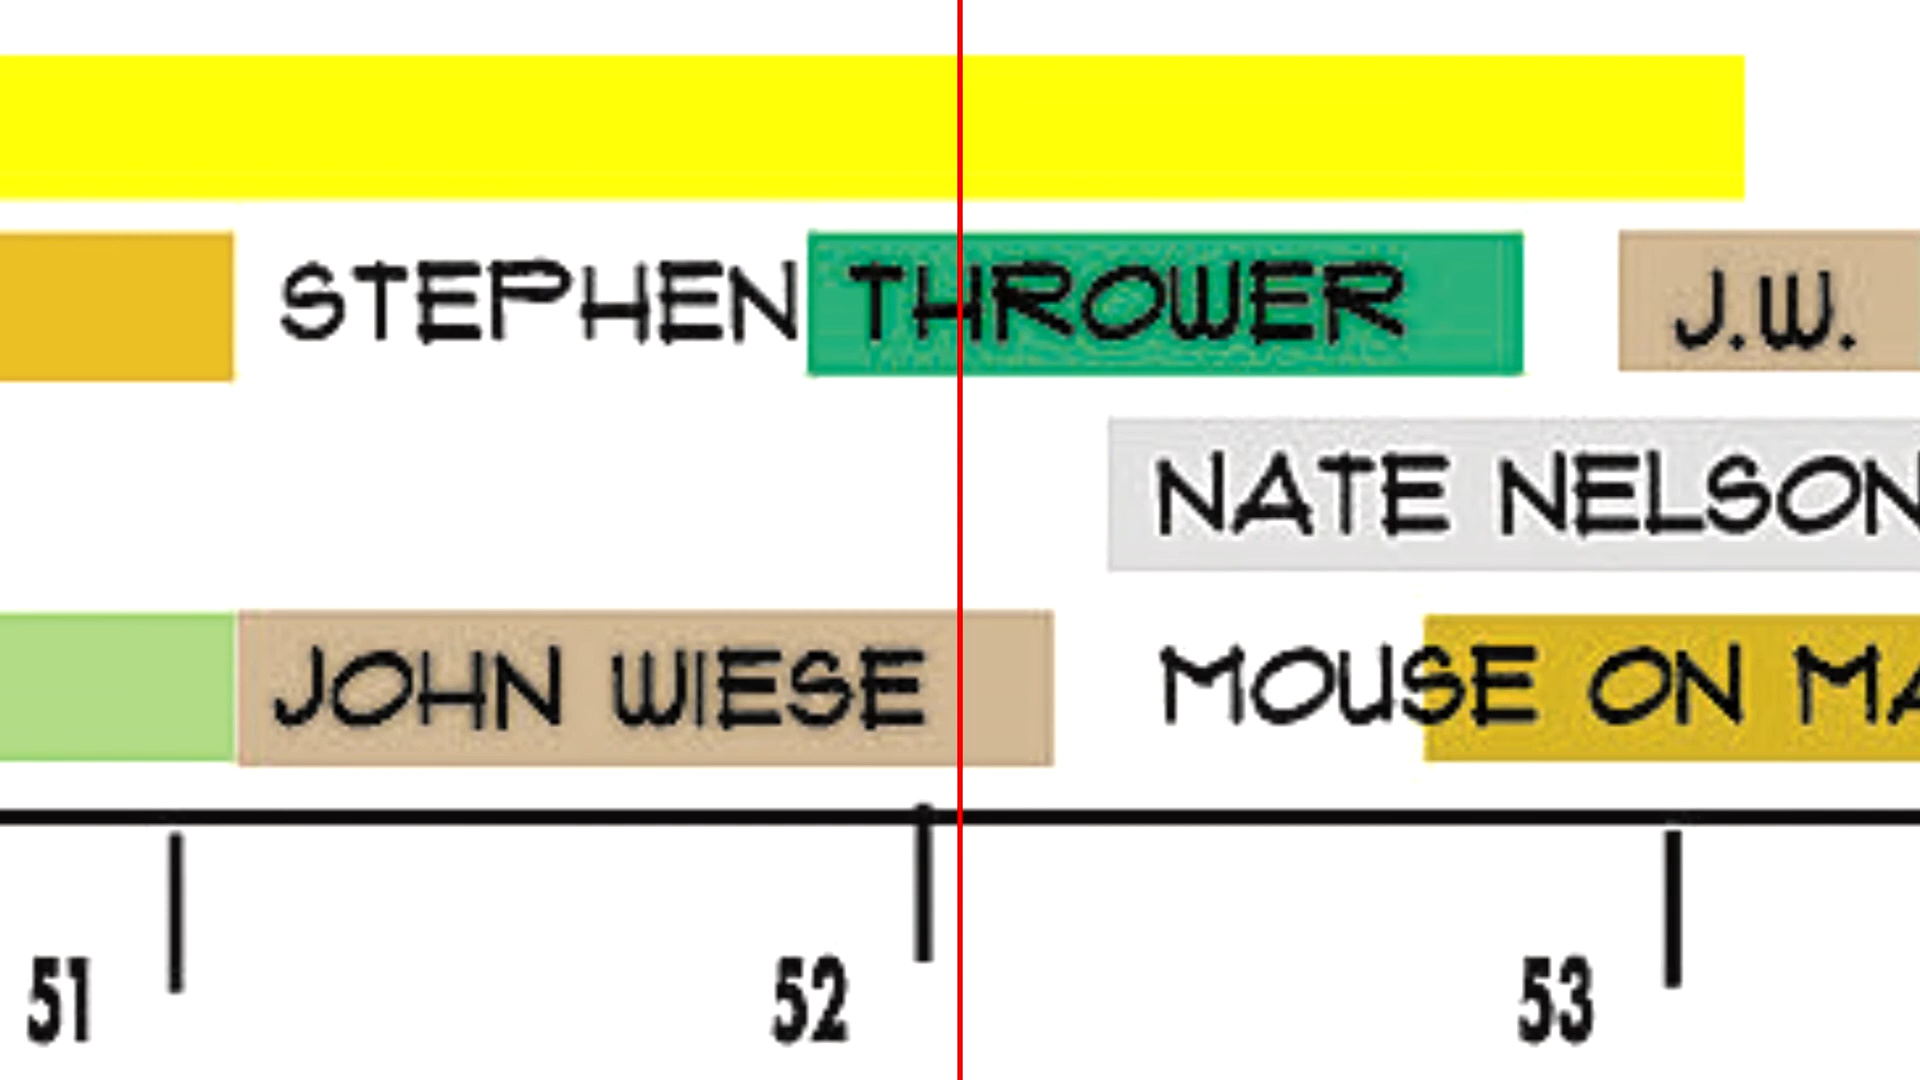 STEPHEN THROWER J.W.
NATE NELSON
JOHN WIESE MOUSE ON MA
51 52 53